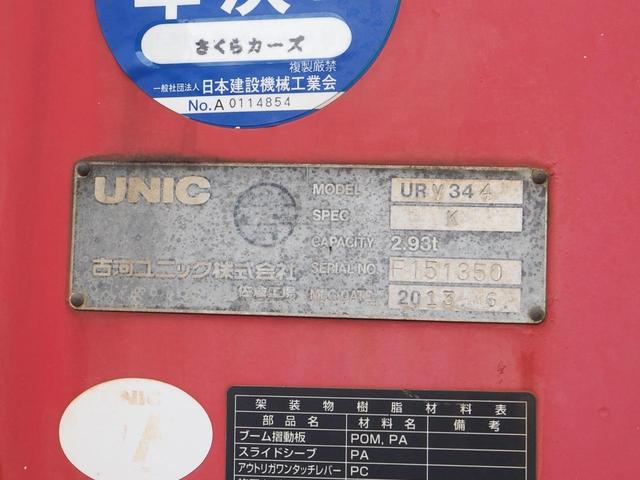 さくらカーズ
複製厳禁
一般社団法人 日本建設機械工業会
No.A 0114854
UNIC
MODEL URV344
SPEC K
CAPACITY 2.93t
古河ユニック株式会社 SERIAL NO F151350
佐倉工場 MFG.DATE 2013 6
UNIC
架装物樹脂材料表
部品名 材料名 備考
ブーム摺動板 POM, PA
スライドシーブ PA
アウトリガワンタッチレバー PC